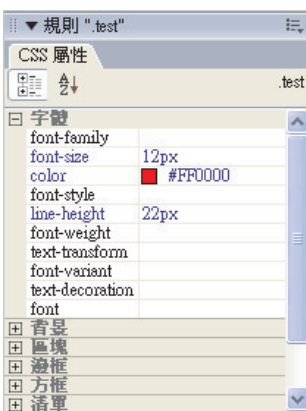 ▼ 規則 ".test"
CSS 屬性
A Z↓ .test
字體
font-family
font-size 12px
color #FF0000
font-style
line-height 22px
font-weight
text-transform
font-variant
text-decoration
font
背景
區塊
邊框
方框
清單